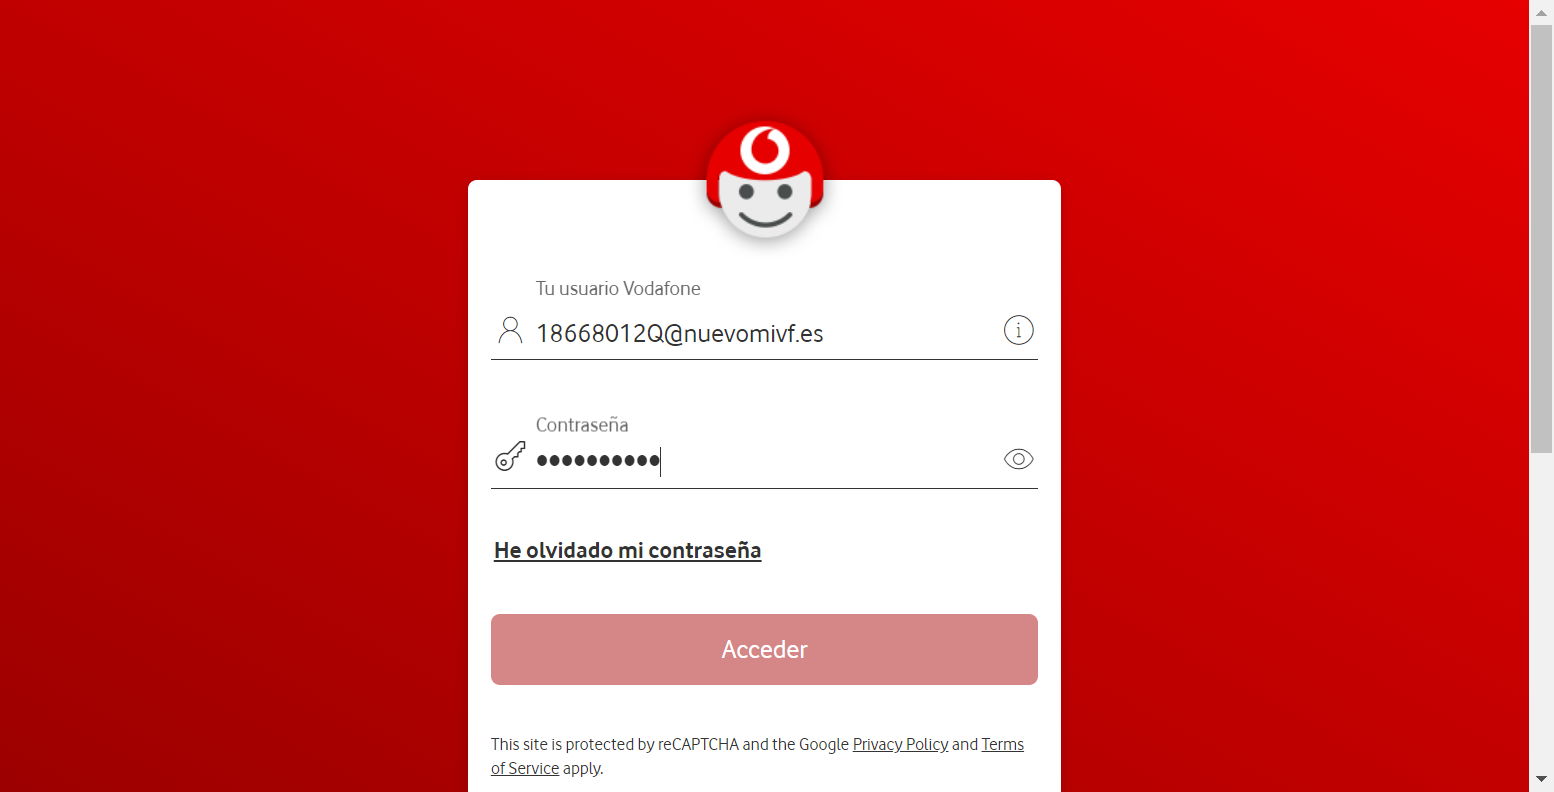 Tu usuario Vodafone
18668012Q@nuevomivf.es
Contraseña
••••••••••
He olvidado mi contraseña
Acceder
This site is protected by reCAPTCHA and the Google Privacy Policy and Terms
of Service apply.